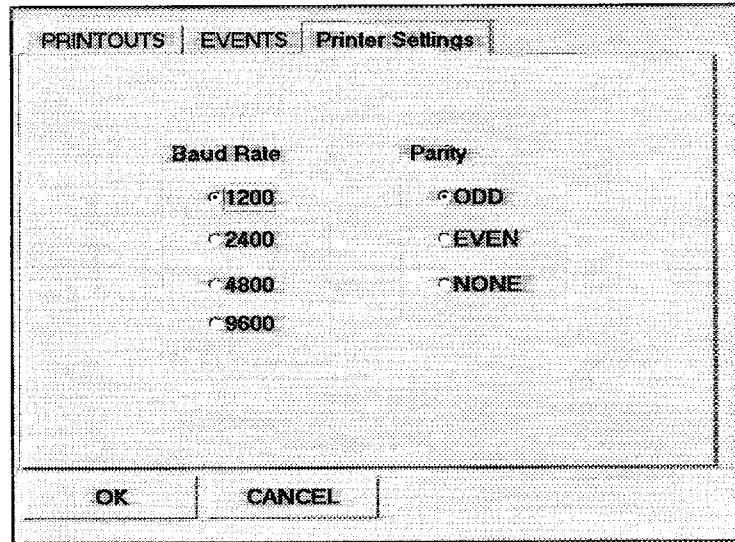 PRINTOUTS EVENTS Printer Settings
Baud Rate Parity
1200 ODD
2400 EVEN
4800 NONE
9600
OK CANCEL